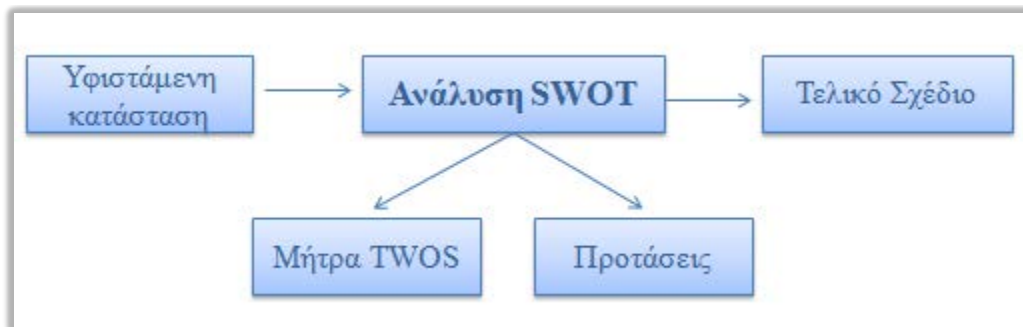 Υφιστάμενη
κατάσταση
Ανάλυση SWOT
Τελικό Σχέδιο
Μήτρα TWOS
Προτάσεις